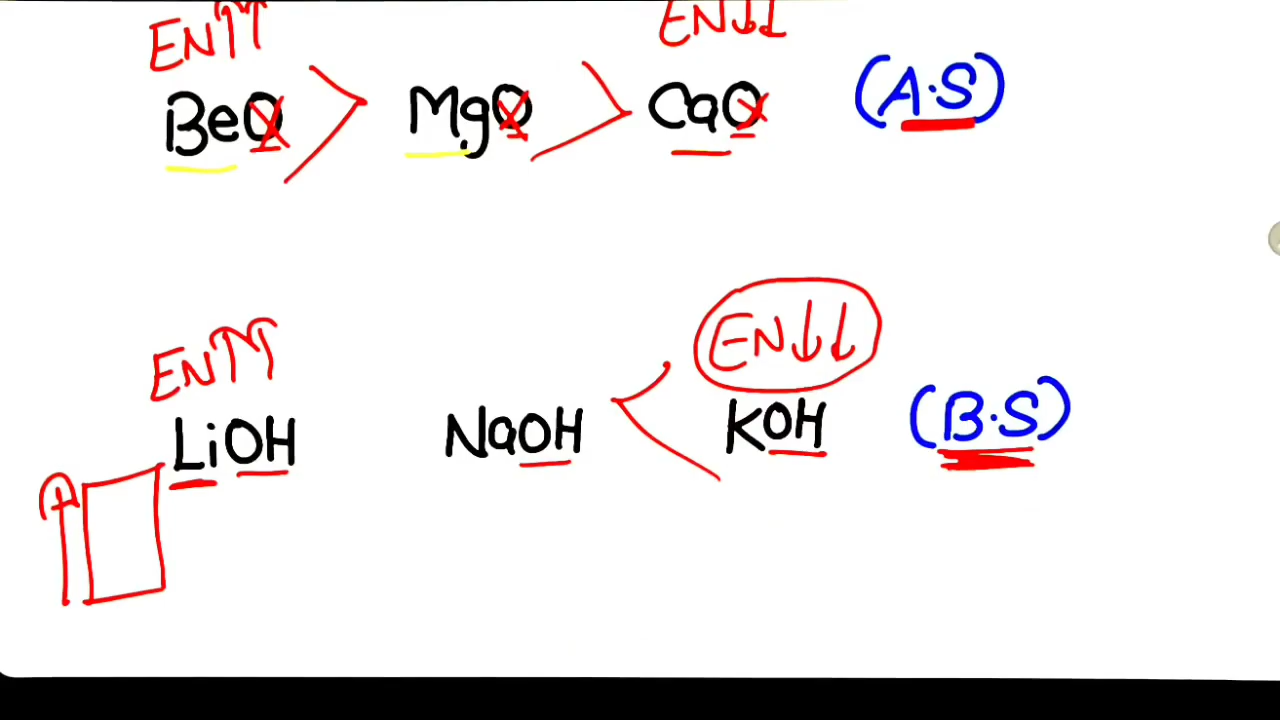 EN↑↑ EN↓↓
BeO > MgO > CaO (A.S)
EN↑↑ EN↓↓
LiOH NaOH < KOH (B.S)